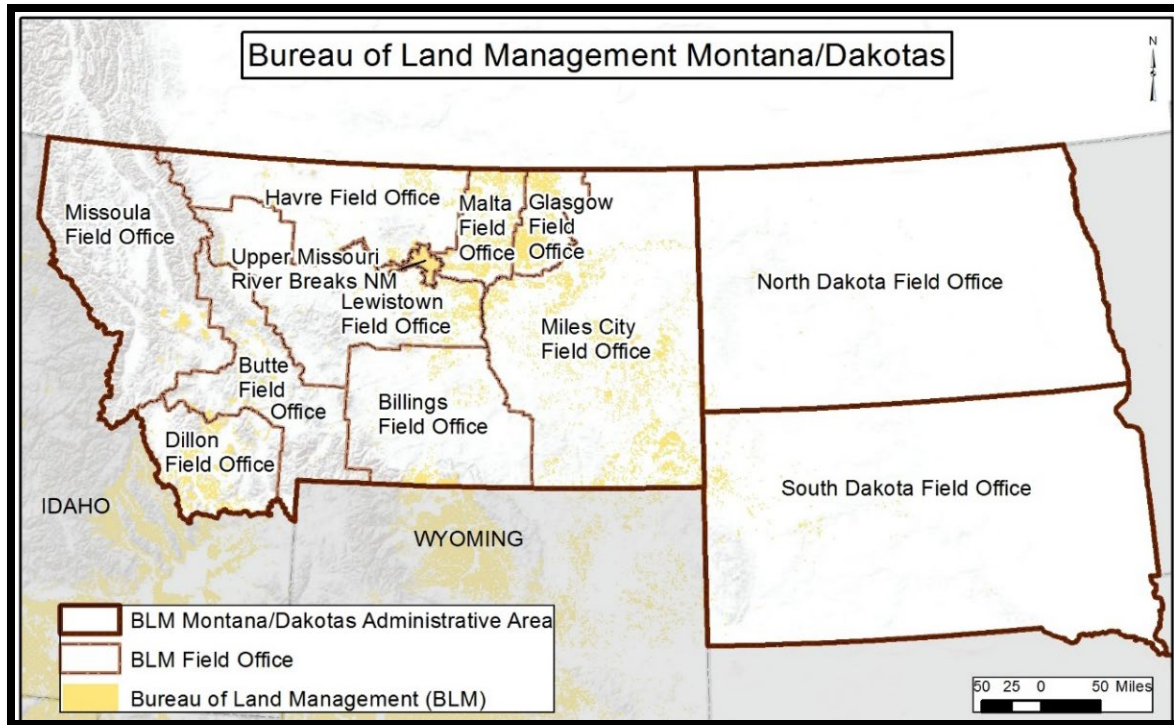 Bureau of Land Management Montana/Dakotas
N
Missoula
Field Office
Havre Field Office
Malta
Field
Office
Glasgow
Field
Office
Upper Missouri
River Breaks NM
Lewistown
Field Office
Miles City
Field Office
North Dakota Field Office
Butte
Field
Office
Billings
Field Office
Dillon
Field Office
South Dakota Field Office
IDAHO
WYOMING
BLM Montana/Dakotas Administrative Area
BLM Field Office
Bureau of Land Management (BLM)
50 25 0 50 Miles